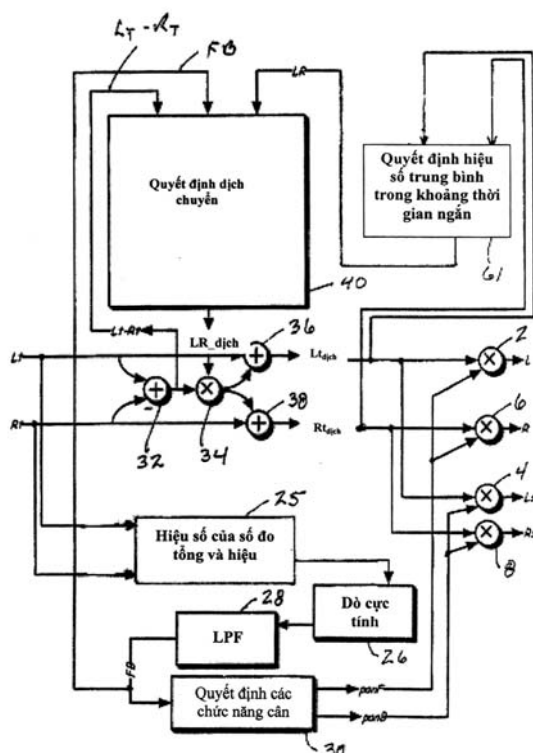 LT - RT
FB
LR
Quyết định dịch
chuyển
40
Quyết định hiệu
số trung bình
trong khoảng thời
gian ngắn
61
Lt-Rt
LR_dịch
36
Lt
Ltdịch
2
L
32
34
38
Rt
Rtdịch
6
R
4
25
Hiệu số của số đo
tổng và hiệu
8
28
LPF
Dò cực
tính
26
FB
Quyết định các
chức năng cân
panF
panB
30